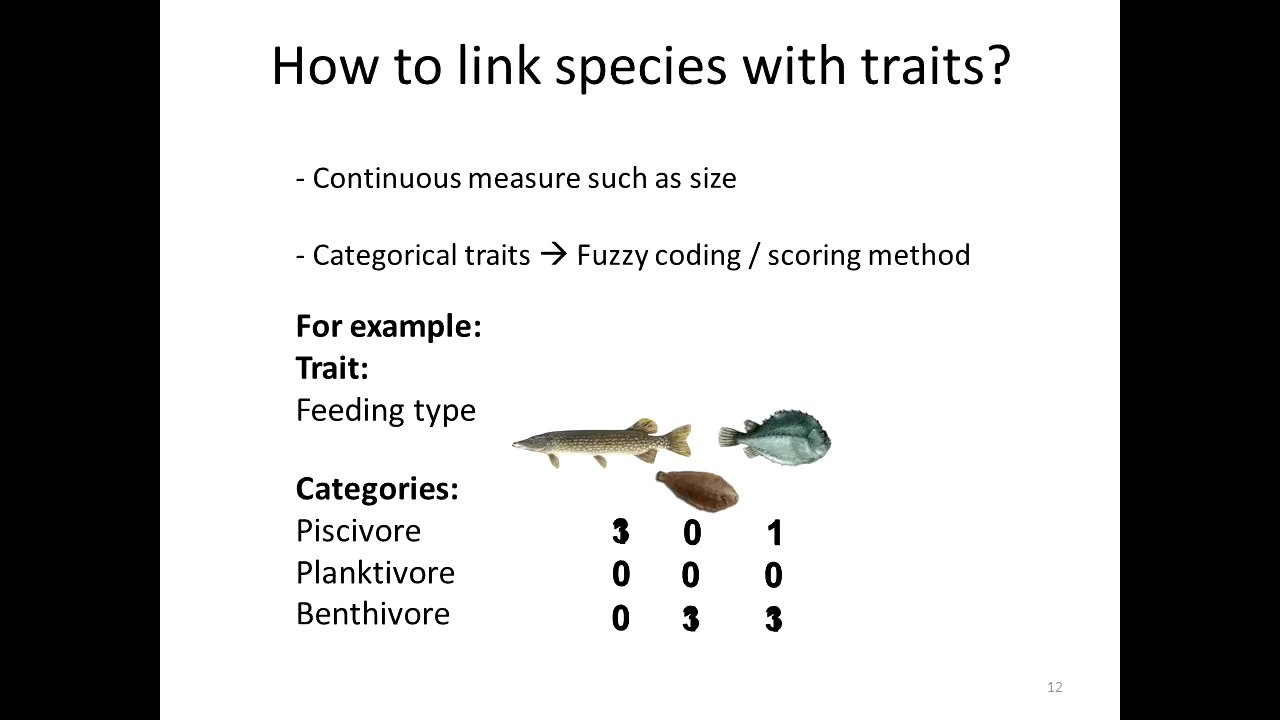 How to link species with traits?
- Continuous measure such as size
- Categorical traits → Fuzzy coding / scoring method
For example:
Trait:
Feeding type
Categories:
Piscivore 3 0 1
Planktivore 0 0 0
Benthivore 0 3 3
12